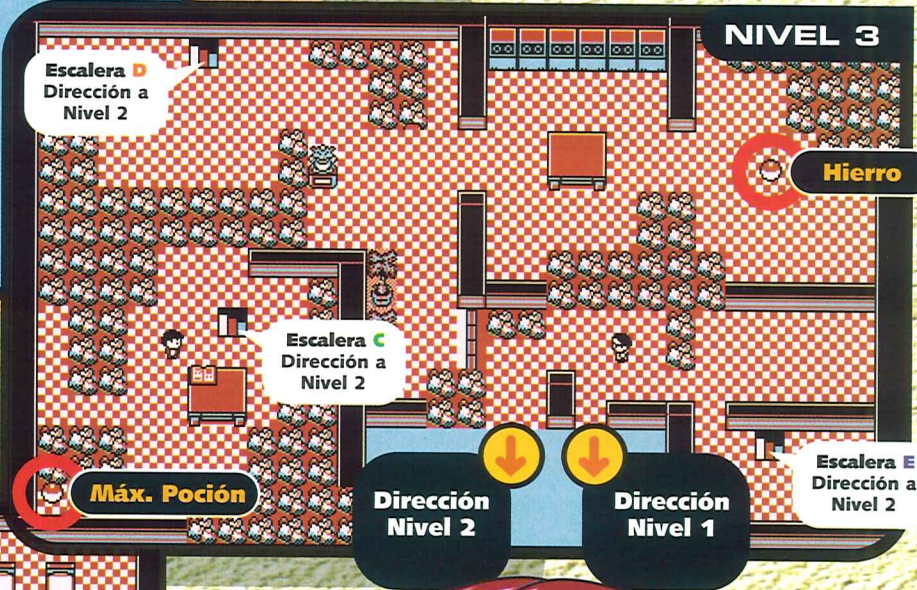 NIVEL 3
Escalera D
Dirección a
Nivel 2
Hierro
Escalera C
Dirección a
Nivel 2
Máx. Poción
Dirección
Nivel 2
Dirección
Nivel 1
Escalera E
Dirección a
Nivel 2